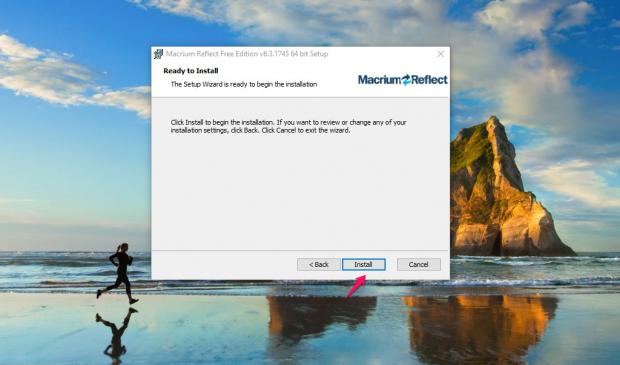 Macrium Reflect Free Edition v6.3.1745 64 bit Setup
Ready to Install
The Setup Wizard is ready to begin the installation
Macrium Reflect
Click Install to begin the installation. If you want to review or change any of your
installation settings, click Back. Click Cancel to exit the wizard.
< Back Install Cancel